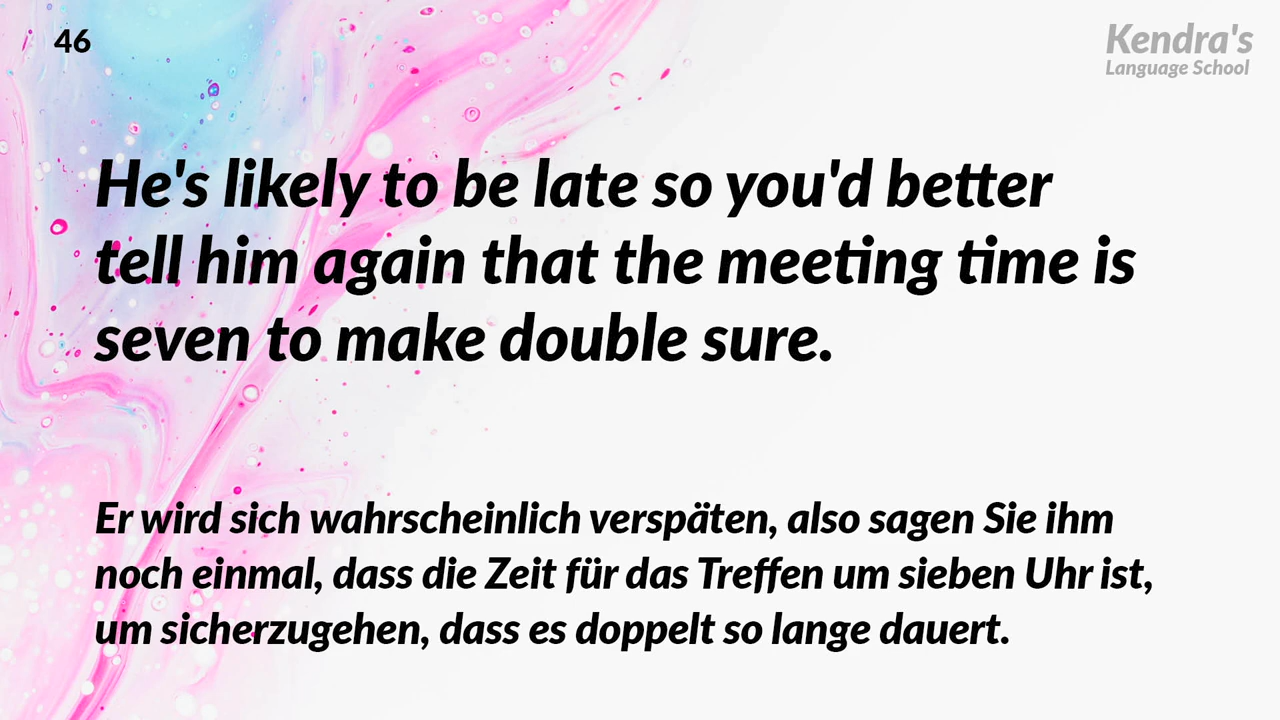 46
Kendra's
Language School
He's likely to be late so you'd better
tell him again that the meeting time is
seven to make double sure.
Er wird sich wahrscheinlich verspäten, also sagen Sie ihm
noch einmal, dass die Zeit für das Treffen um sieben Uhr ist,
um sicherzugehen, dass es doppelt so lange dauert.